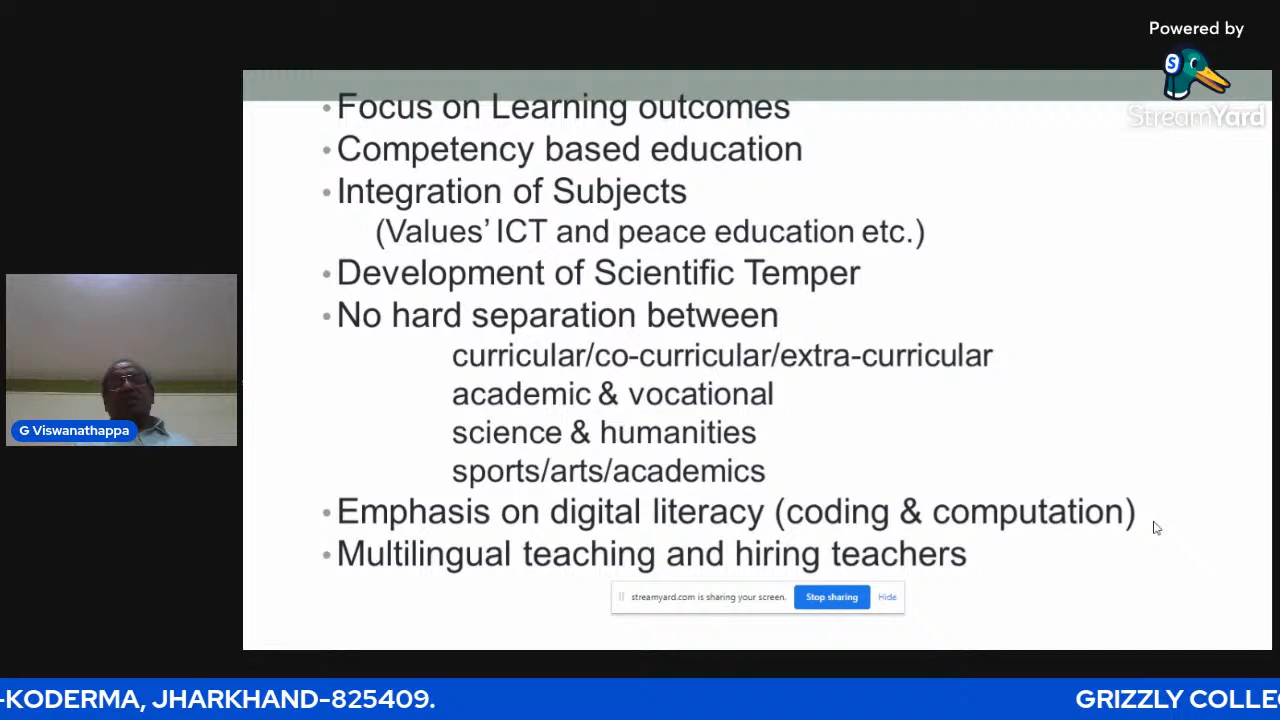 Powered by
StreamYard
• Focus on Learning outcomes
• Competency based education
• Integration of Subjects
(Values’ ICT and peace education etc.)
• Development of Scientific Temper
• No hard separation between
curricular/co-curricular/extra-curricular
academic & vocational
science & humanities
sports/arts/academics
• Emphasis on digital literacy (coding & computation)
• Multilingual teaching and hiring teachers
streamyard.com is sharing your screen. Stop sharing Hide
G Viswanathappa
-KODERMA, JHARKHAND-825409. GRIZZLY COLLEG